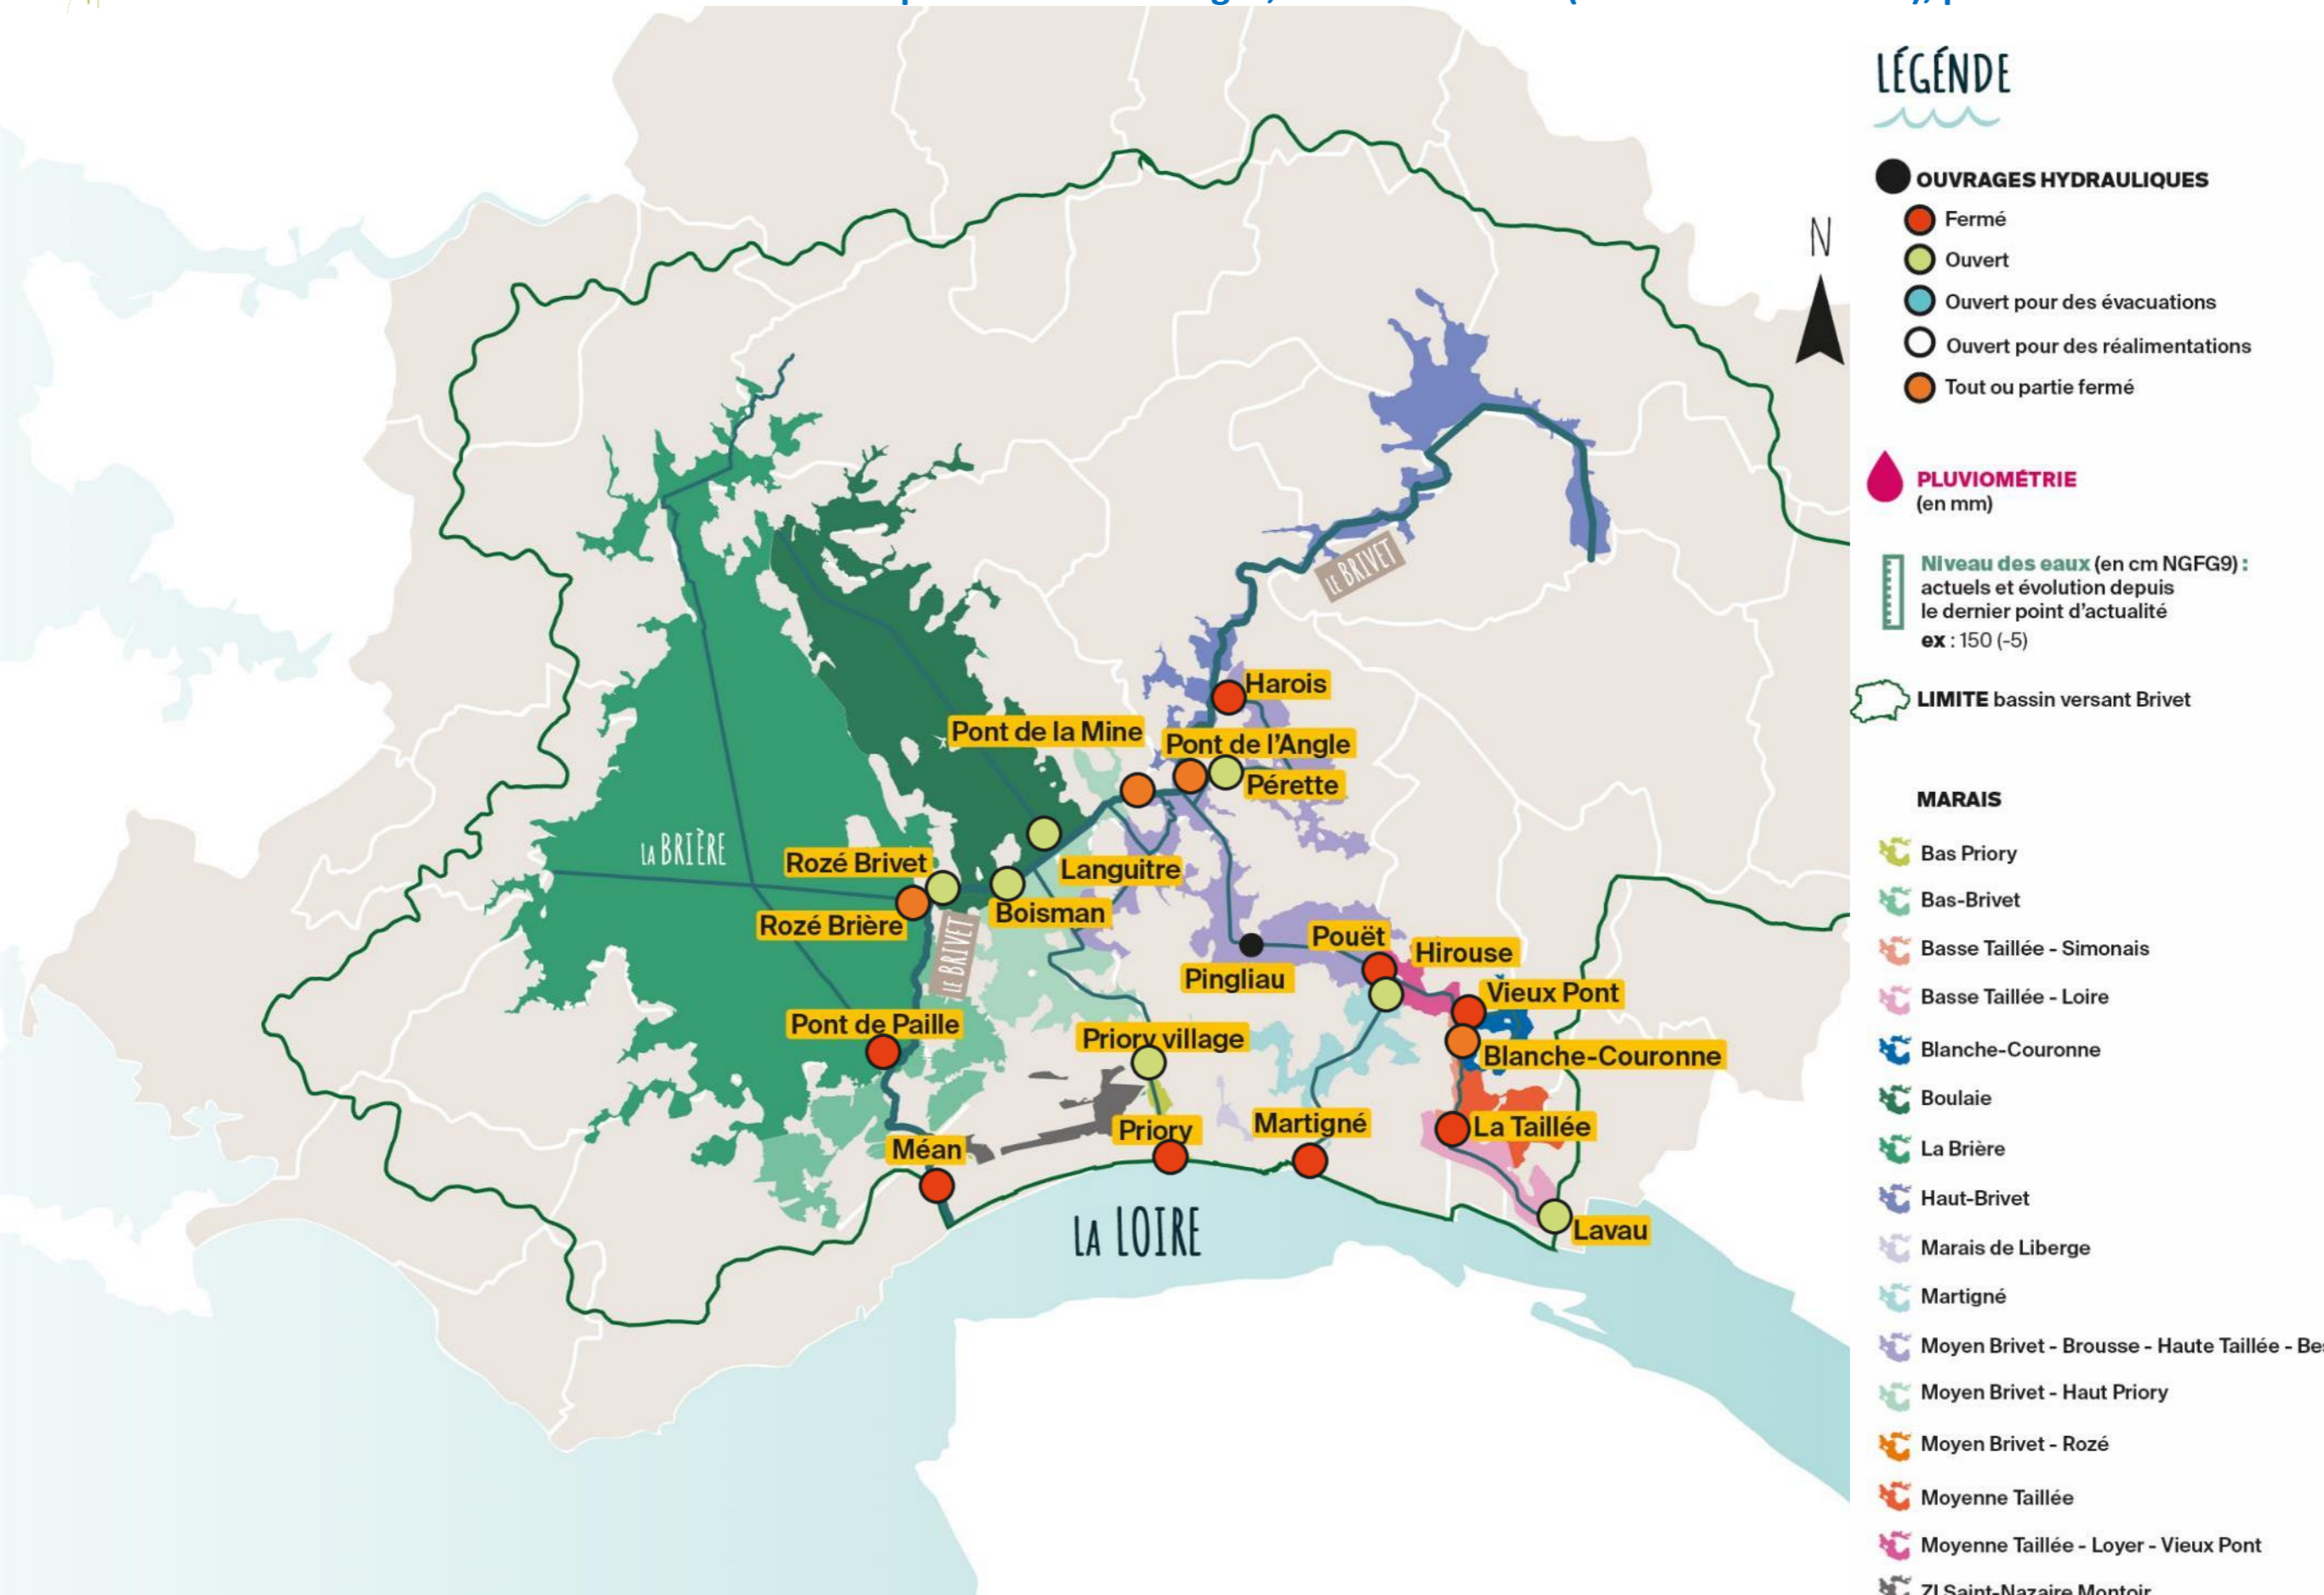 LÉGÉNDE
OUVRAGES HYDRAULIQUES
Fermé
Ouvert
Ouvert pour des évacuations
Ouvert pour des réalimentations
Tout ou partie fermé
PLUVIOMÉTRIE
(en mm)
Niveau des eaux (en cm NGFG9) :
actuels et évolution depuis
le dernier point d'actualité
ex : 150 (-5)
LIMITE bassin versant Brivet
MARAIS
Bas Priory
Bas-Brivet
Basse Taillée - Simonais
Basse Taillée - Loire
Blanche-Couronne
Boulaie
La Brière
Haut-Brivet
Marais de Liberge
Martigné
Moyen Brivet - Brousse - Haute Taillée -
Moyen Brivet - Haut Priory
Moyen Brivet - Rozé
Moyenne Taillée
Moyenne Taillée - Loyer - Vieux Pont
ZI Saint-Nazaire Montoir
N
LE BRIVET
Harois
Pont de la Mine
Pont de l'Angle
Pérette
LA BRIÈRE
Rozé Brivet
Languitre
Boisman
Rozé Brière
LE BRIVET
Pouët
Hirouse
Pingliau
Vieux Pont
Pont de Paille
Priory village
Blanche-Couronne
Priory
Martigné
La Taillée
Méan
LA LOIRE
Lavau